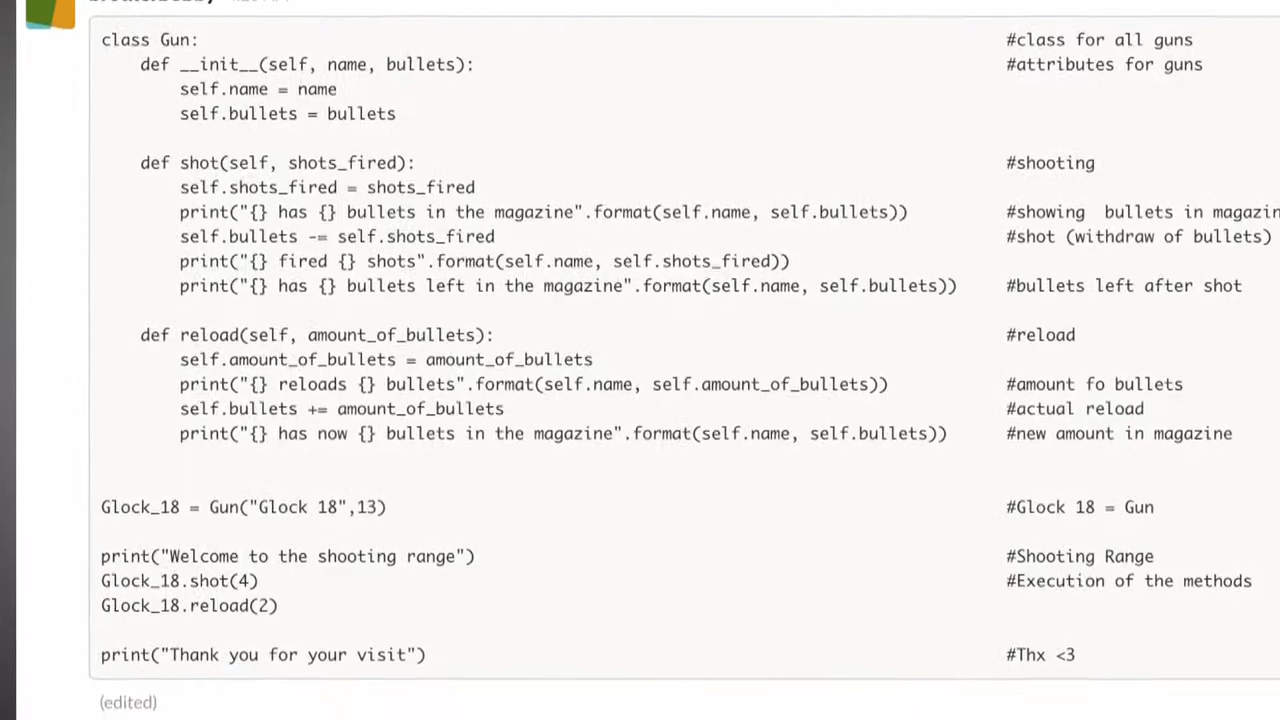 class Gun: #class for all guns
def __init__(self, name, bullets): #attributes for guns
self.name = name
self.bullets = bullets
def shot(self, shots_fired): #shooting
self.shots_fired = shots_fired
print("{} has {} bullets in the magazine".format(self.name, self.bullets)) #showing  bullets in magazin
self.bullets -= self.shots_fired #shot (withdraw of bullets)
print("{} fired {} shots".format(self.name, self.shots_fired))
print("{} has {} bullets left in the magazine".format(self.name, self.bullets)) #bullets left after shot
def reload(self, amount_of_bullets): #reload
self.amount_of_bullets = amount_of_bullets
print("{} reloads {} bullets".format(self.name, self.amount_of_bullets)) #amount fo bullets
self.bullets += amount_of_bullets #actual reload
print("{} has now {} bullets in the magazine".format(self.name, self.bullets)) #new amount in magazine
Glock_18 = Gun("Glock 18",13) #Glock 18 = Gun
print("Welcome to the shooting range") #Shooting Range
Glock_18.shot(4) #Execution of the methods
Glock_18.reload(2)
print("Thank you for your visit") #Thx <3
(edited)